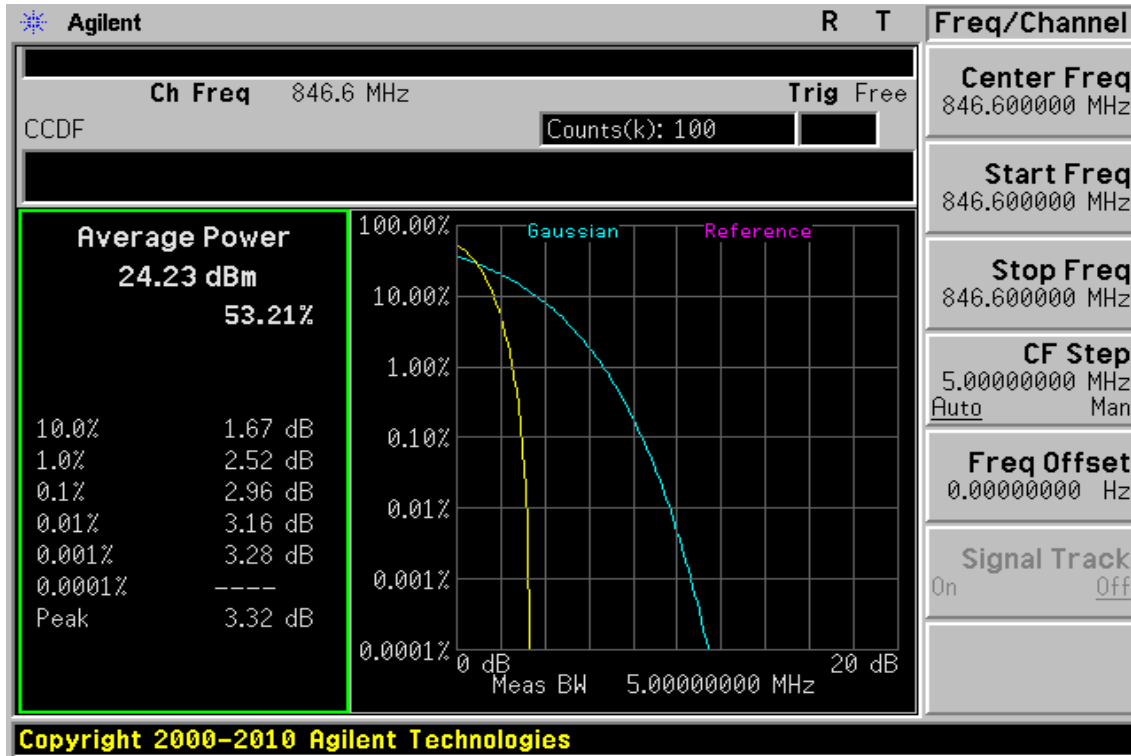 Agilent R T
Ch Freq 846.6 MHz Trig Free
CCDF Counts(k): 100
Average Power
24.23 dBm
53.21%
10.0% 1.67 dB
1.0% 2.52 dB
0.1% 2.96 dB
0.01% 3.16 dB
0.001% 3.28 dB
0.0001% ----
Peak 3.32 dB
Gaussian Reference
100.00%
10.00%
1.00%
0.10%
0.01%
0.001%
0.0001%
0 dB 20 dB
Meas BW 5.00000000 MHz
Freq/Channel
Center Freq
846.600000 MHz
Start Freq
846.600000 MHz
Stop Freq
846.600000 MHz
CF Step
5.00000000 MHz
Auto Man
Freq Offset
0.00000000 Hz
Signal Track
On Off
Copyright 2000-2010 Agilent Technologies